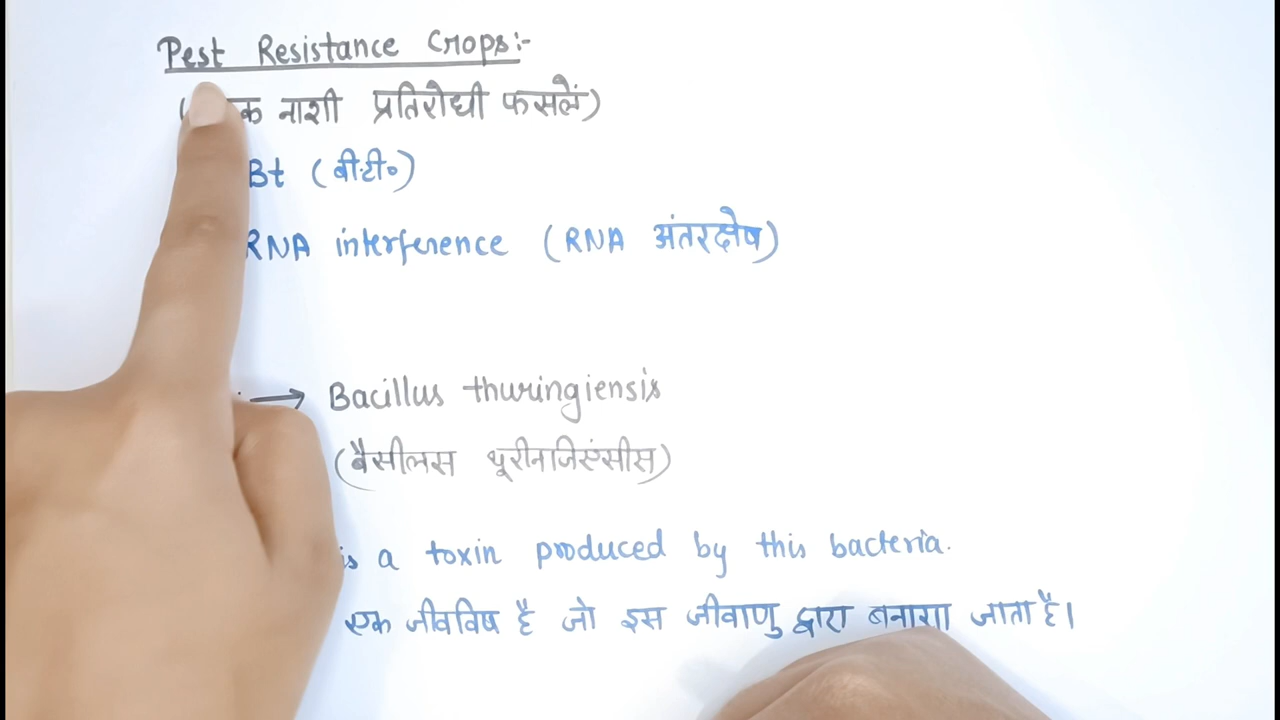 Pest Resistance Crops:-
नाशी प्रतिरोधी फसलें)
Bt (बी.टी॰)
RNA interference (RNA अंतरक्षेप)
→ Bacillus thuringiensis
(बैसीलस थूरीनजिएंसीस)
is a toxin produced by this bacteria.
एक जीवविष है जो इस जीवाणु द्वारा बनाया जाता है।